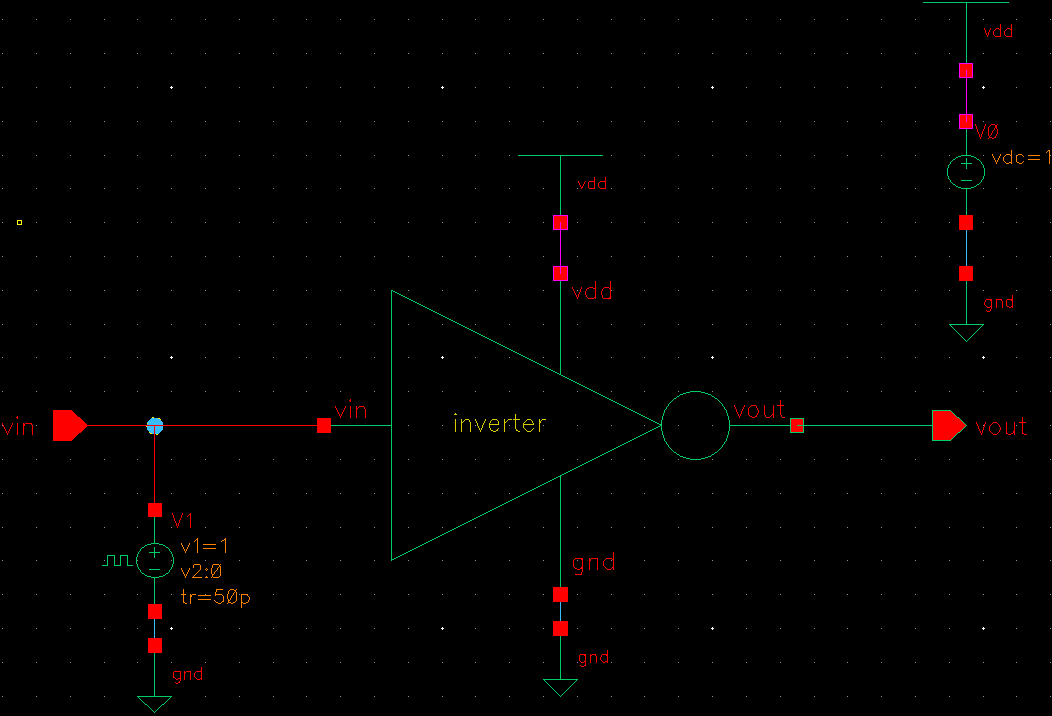 vdd
V0
vdc=1
vdd
vdd
gnd
vin
vin
inverter
vout
vout
V1
v1=1
v2:0
tr=50p
gnd
gnd
gnd